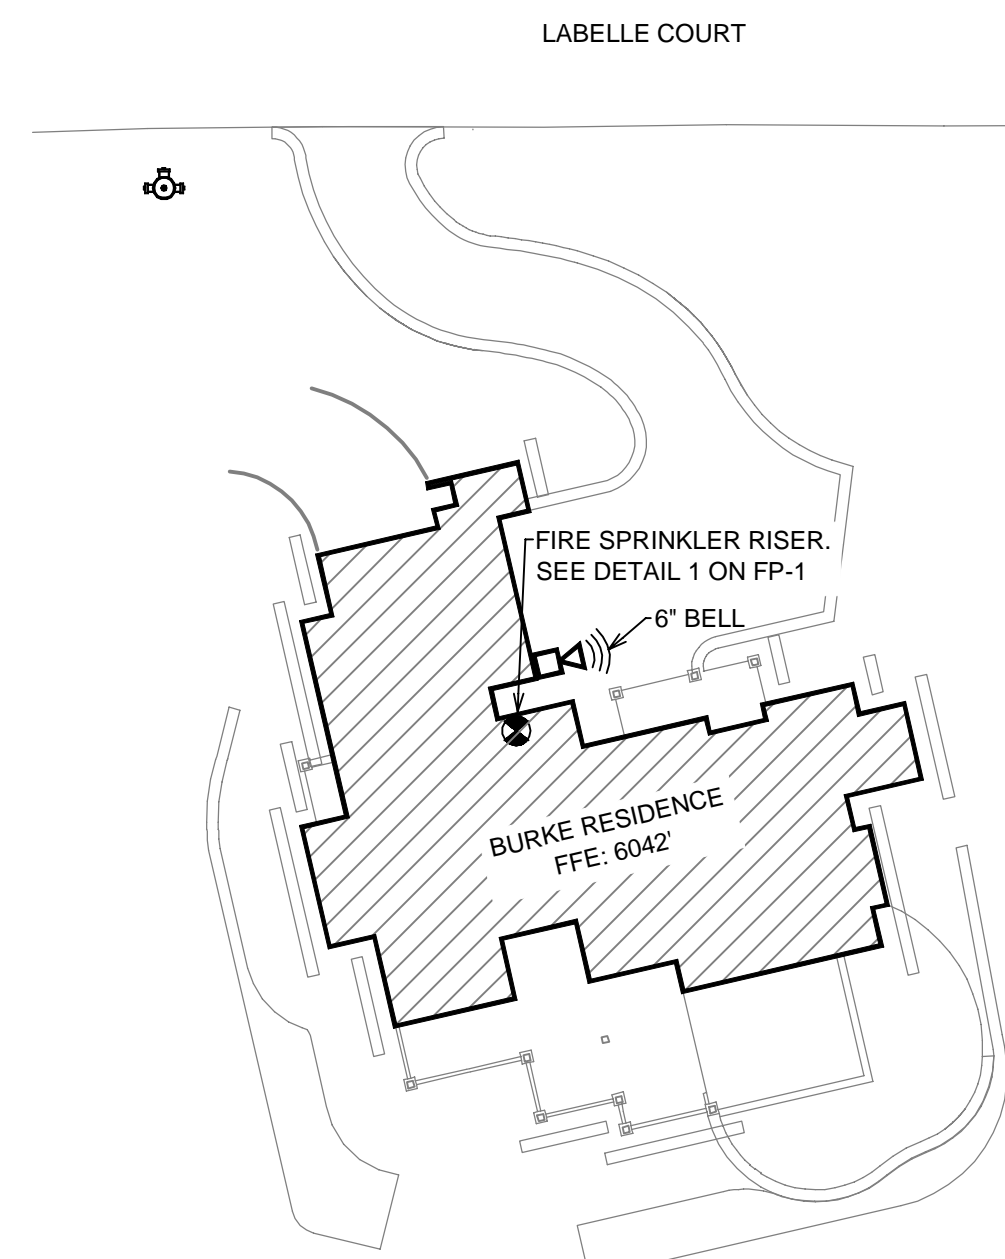 LABELLE COURT
FIRE SPRINKLER RISER.
SEE DETAIL 1 ON FP-1
6" BELL
BURKE RESIDENCE
FFE: 6042'